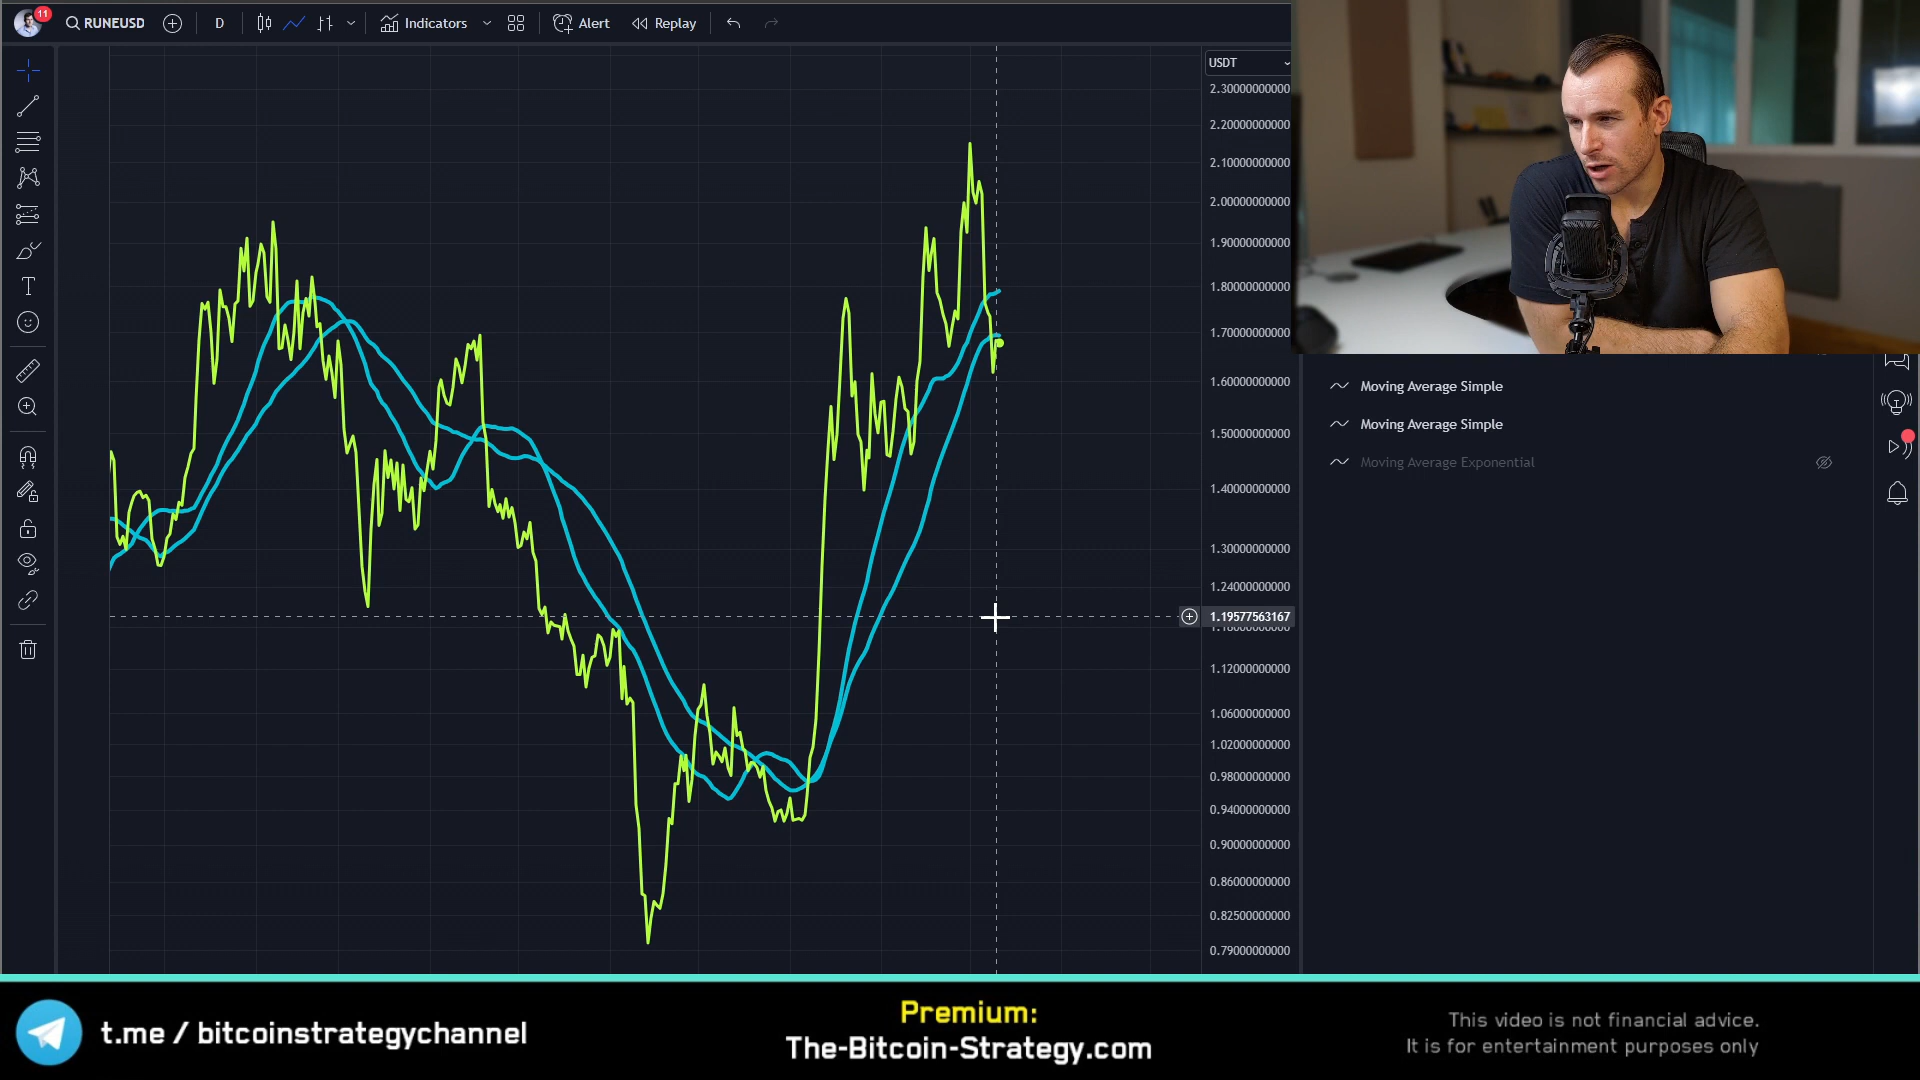 11
RUNEUSD
D
Indicators
Alert
Replay
USDT
2.30000000000
2.20000000000
2.10000000000
2.00000000000
1.90000000000
1.80000000000
1.70000000000
1.60000000000
1.50000000000
1.40000000000
1.30000000000
1.24000000000
1.19577563167
1.18000000000
1.12000000000
1.06000000000
1.02000000000
0.98000000000
0.94000000000
0.90000000000
0.86000000000
0.82500000000
0.79000000000
Moving Average Simple
Moving Average Simple
Moving Average Exponential
t.me / bitcoinstrategychannel
Premium:
The-Bitcoin-Strategy.com
This video is not financial advice.
It is for entertainment purposes only